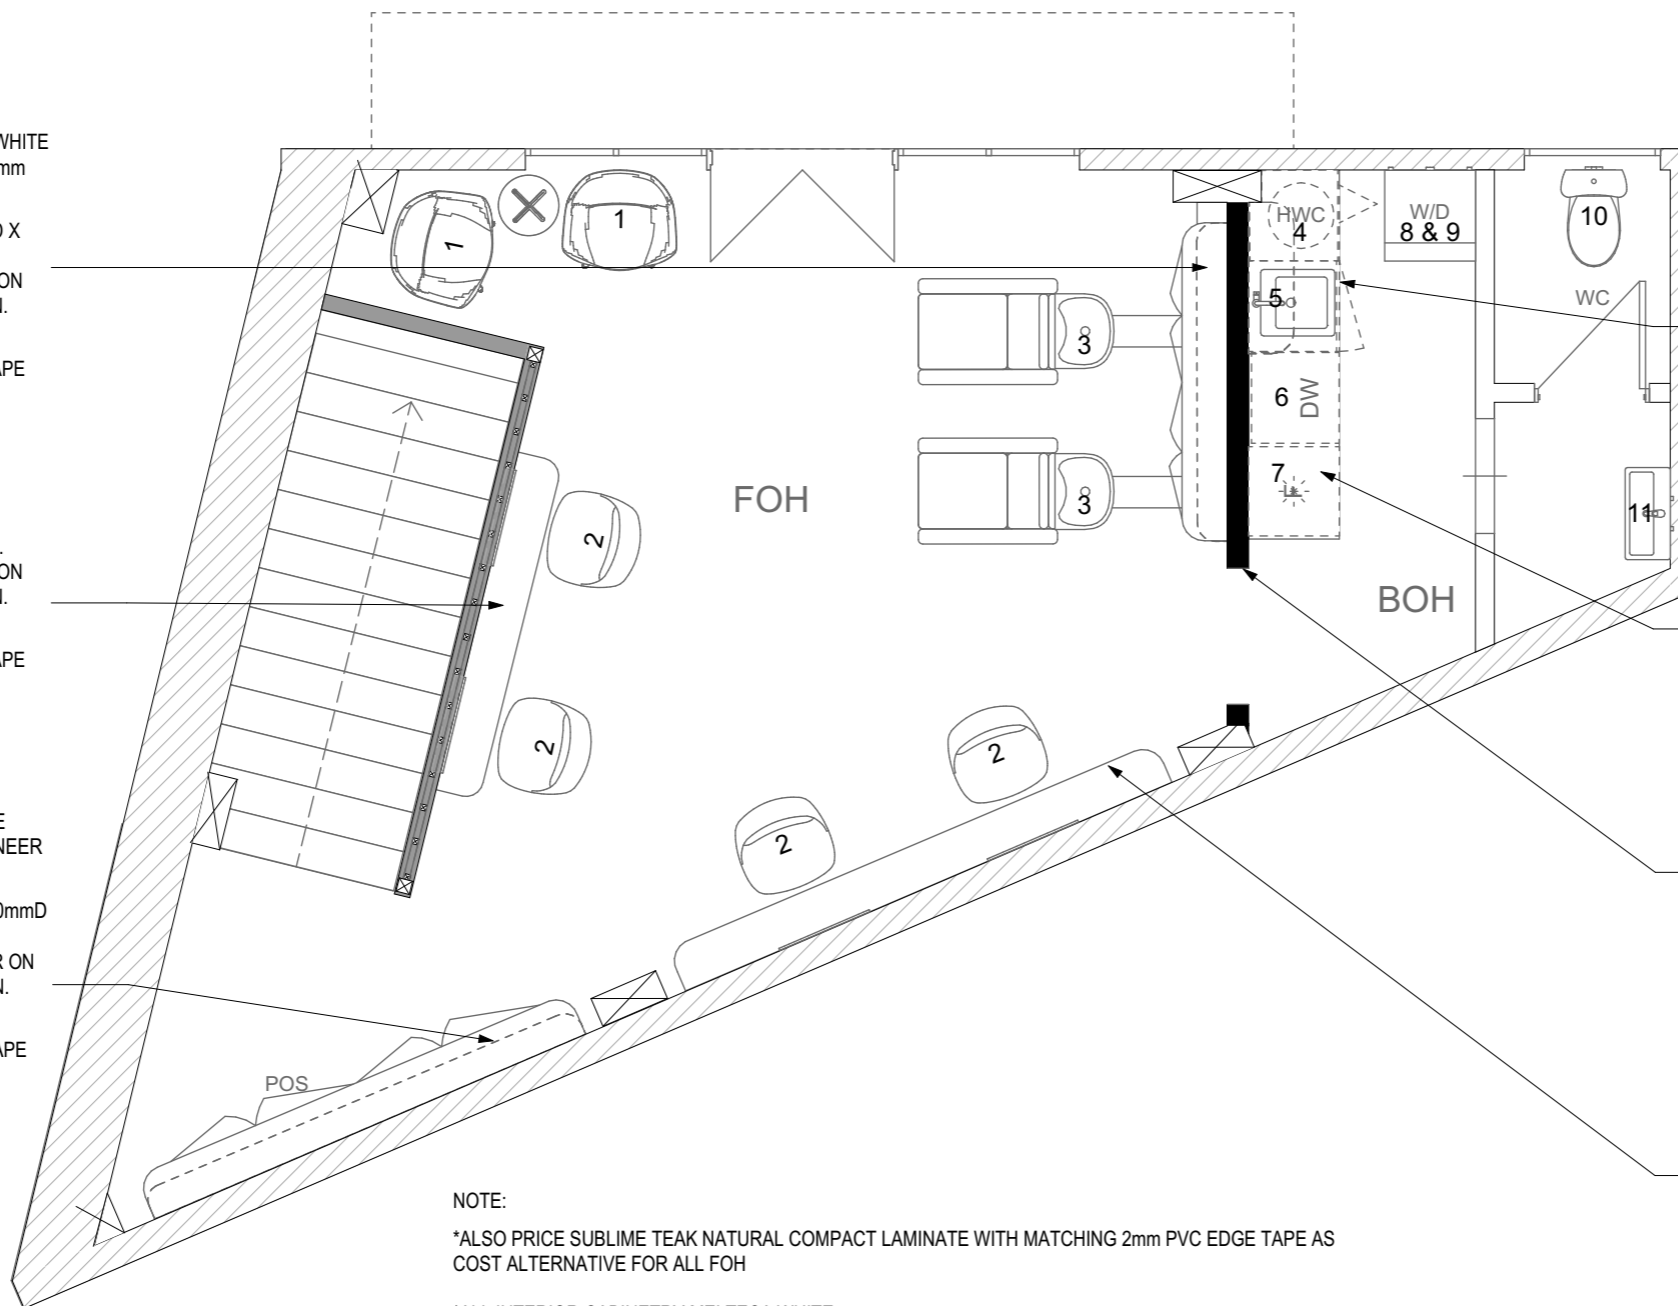 WHITE
mm
O X
ON
N.
APE
ON
N.
APE
E
NEER
0mmD
R ON
N.
APE
1
1
HWC
4
W/D
8 & 9
10
WC
5
3
6
DW
7
3
11
FOH
2
BOH
2
2
2
POS
NOTE:
*ALSO PRICE SUBLIME TEAK NATURAL COMPACT LAMINATE WITH MATCHING 2mm PVC EDGE TAPE AS
COST ALTERNATIVE FOR ALL FOH